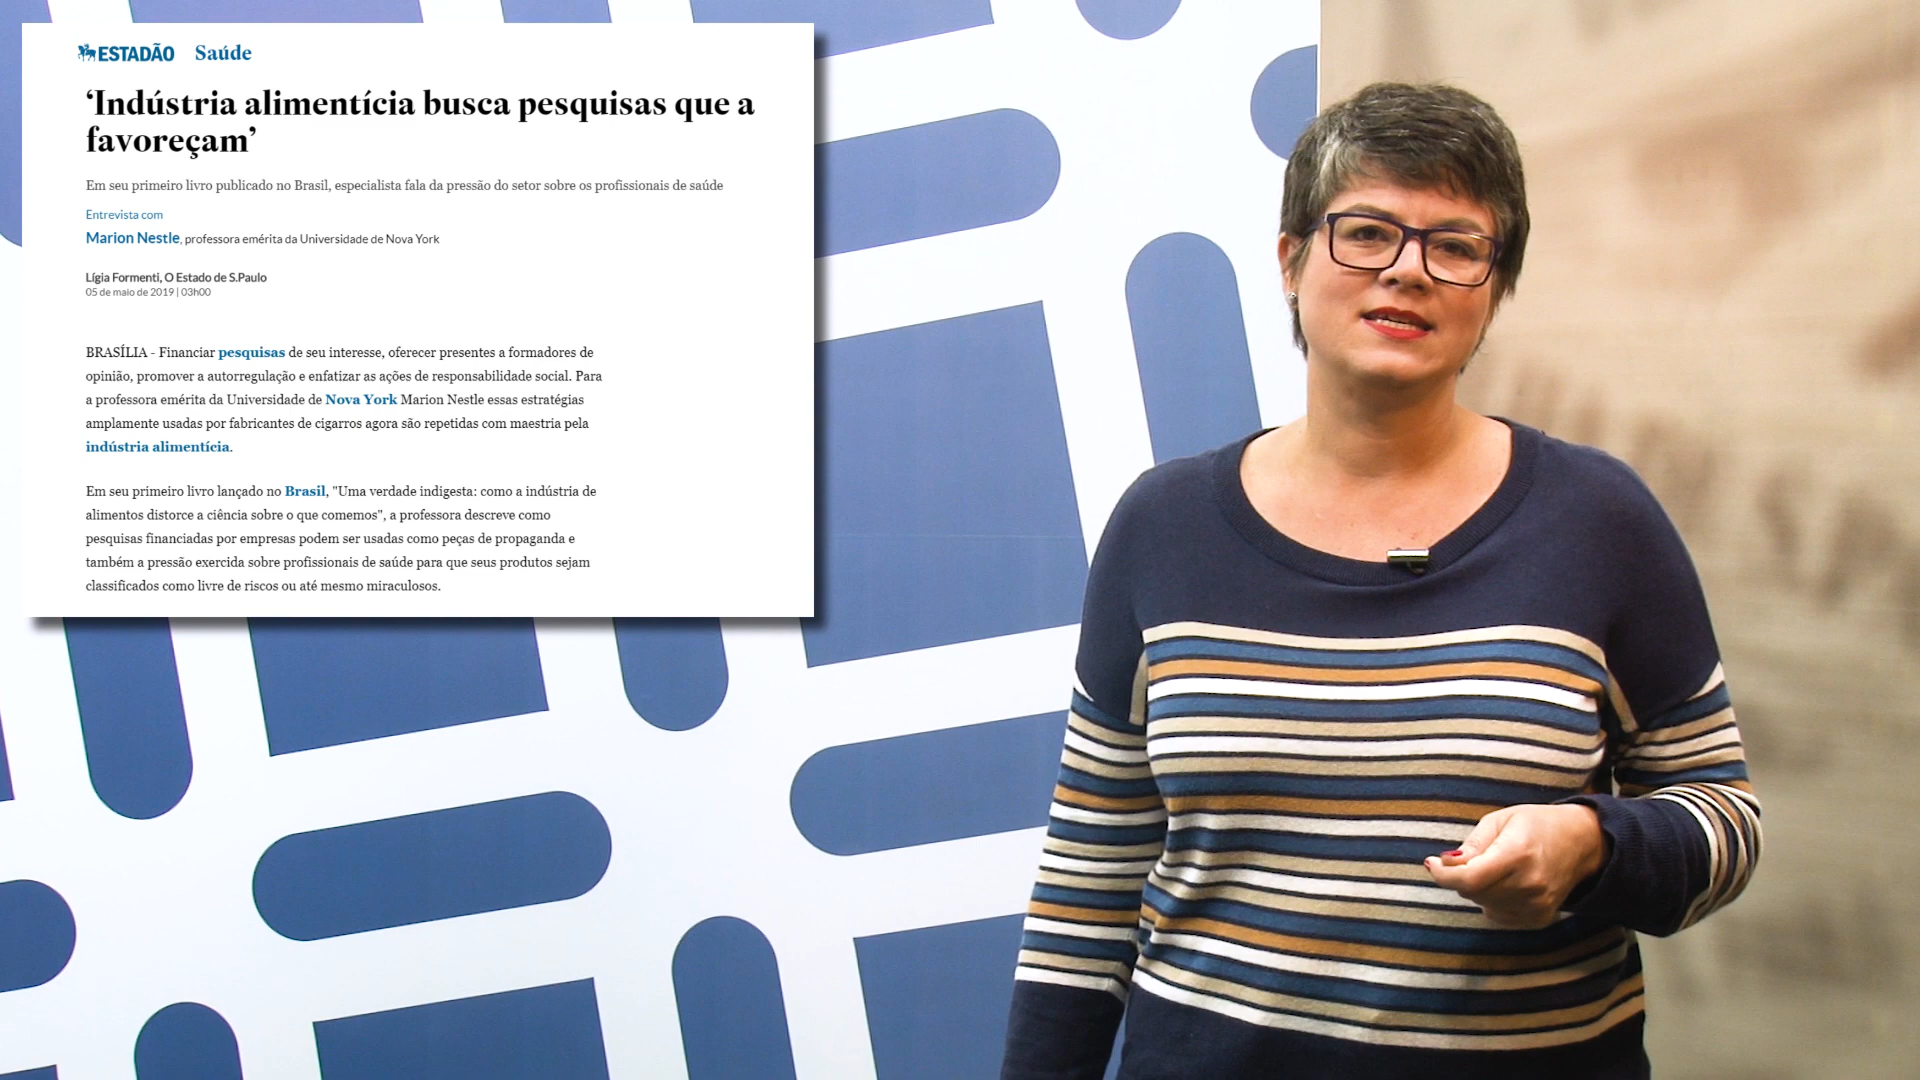 ESTADÃO Saúde
‘Indústria alimentícia busca pesquisas que a
favoreçam’
Em seu primeiro livro publicado no Brasil, especialista fala da pressão do setor sobre os profissionais de saúde
Entrevista com
Marion Nestle, professora emérita da Universidade de Nova York
Lígia Formenti, O Estado de S.Paulo
05 de maio de 2019 | 03h00
BRASÍLIA - Financiar pesquisas de seu interesse, oferecer presentes a formadores de
opinião, promover a autorregulação e enfatizar as ações de responsabilidade social. Para
a professora emérita da Universidade de Nova York Marion Nestle essas estratégias
amplamente usadas por fabricantes de cigarros agora são repetidas com maestria pela
indústria alimentícia.
Em seu primeiro livro lançado no Brasil, "Uma verdade indigesta: como a indústria de
alimentos distorce a ciência sobre o que comemos", a professora descreve como
pesquisas financiadas por empresas podem ser usadas como peças de propaganda e
também a pressão exercida sobre profissionais de saúde para que seus produtos sejam
classificados como livre de riscos ou até mesmo miraculosos.